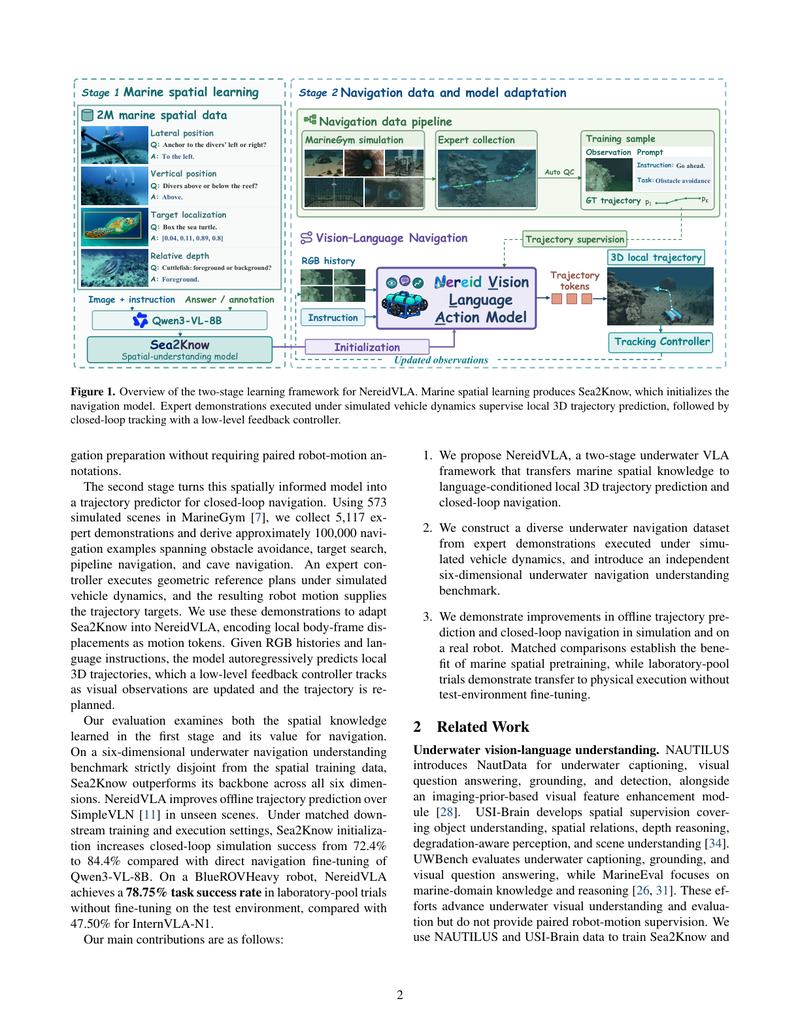 Stage 1 Marine spatial learning
2M marine spatial data
Lateral position
Q: Anchor to the divers' left or right?
A: To the left.
Vertical position
Q: Divers above or below the reef?
A: Above.
Target localization
Q: Box the sea turtle.
A: [0.04, 0.11, 0.89, 0.8]
Relative depth
Q: Cuttlefish: foreground or background?
A: Foreground.
Image + instruction Answer / annotation
Qwen3-VL-8B
Sea2Know
Spatial-understanding model
Stage 2 Navigation data and model adaptation
Navigation data pipeline
MarineGym simulation
Expert collection
Auto QC
Training sample
Observation Prompt
Instruction: Go ahead.
Task: Obstacle avoidance
GT trajectory p₁ pₖ
Vision-Language Navigation
Trajectory supervision
RGB history
Instruction
Nereid Vision
Language
Action Model
Trajectory
tokens
3D local trajectory
Tracking Controller
Initialization
Updated observations
Figure 1. Overview of the two-stage learning framework for NereidVLA. Marine spatial learning produces Sea2Know, which initializes the
navigation model. Expert demonstrations executed under simulated vehicle dynamics supervise local 3D trajectory prediction, followed by
closed-loop tracking with a low-level feedback controller.
gation preparation without requiring paired robot-motion an-
notations.
The second stage turns this spatially informed model into
a trajectory predictor for closed-loop navigation. Using 573
simulated scenes in MarineGym [7], we collect 5,117 ex-
pert demonstrations and derive approximately 100,000 navi-
gation examples spanning obstacle avoidance, target search,
pipeline navigation, and cave navigation. An expert con-
troller executes geometric reference plans under simulated
vehicle dynamics, and the resulting robot motion supplies
the trajectory targets. We use these demonstrations to adapt
Sea2Know into NereidVLA, encoding local body-frame dis-
placements as motion tokens. Given RGB histories and lan-
guage instructions, the model autoregressively predicts local
3D trajectories, which a low-level feedback controller tracks
as visual observations are updated and the trajectory is re-
planned.
Our evaluation examines both the spatial knowledge
learned in the first stage and its value for navigation.
On a six-dimensional underwater navigation understanding
benchmark strictly disjoint from the spatial training data,
Sea2Know outperforms its backbone across all six dimen-
sions. NereidVLA improves offline trajectory prediction over
SimpleVLN [11] in unseen scenes. Under matched down-
stream training and execution settings, Sea2Know initializa-
tion increases closed-loop simulation success from 72.4%
to 84.4% compared with direct navigation fine-tuning of
Qwen3-VL-8B. On a BlueROVHeavy robot, NereidVLA
achieves a 78.75% task success rate in laboratory-pool trials
without fine-tuning on the test environment, compared with
47.50% for InternVLA-N1.
Our main contributions are as follows:
1. We propose NereidVLA, a two-stage underwater VLA
framework that transfers marine spatial knowledge to
language-conditioned local 3D trajectory prediction and
closed-loop navigation.
2. We construct a diverse underwater navigation dataset
from expert demonstrations executed under simu-
lated vehicle dynamics, and introduce an independent
six-dimensional underwater navigation understanding
benchmark.
3. We demonstrate improvements in offline trajectory pre-
diction and closed-loop navigation in simulation and on
a real robot. Matched comparisons establish the bene-
fit of marine spatial pretraining, while laboratory-pool
trials demonstrate transfer to physical execution without
test-environment fine-tuning.
2 Related Work
Underwater vision-language understanding. NAUTILUS
introduces NautData for underwater captioning, visual
question answering, grounding, and detection, alongside
an imaging-prior-based visual feature enhancement mod-
ule [28]. USI-Brain develops spatial supervision cover-
ing object understanding, spatial relations, depth reasoning,
degradation-aware perception, and scene understanding [34].
UWBench evaluates underwater captioning, grounding, and
visual question answering, while MarineEval focuses on
marine-domain knowledge and reasoning [26, 31]. These ef-
forts advance underwater visual understanding and evalua-
tion but do not provide paired robot-motion supervision. We
use NAUTILUS and USI-Brain data to train Sea2Know and
2